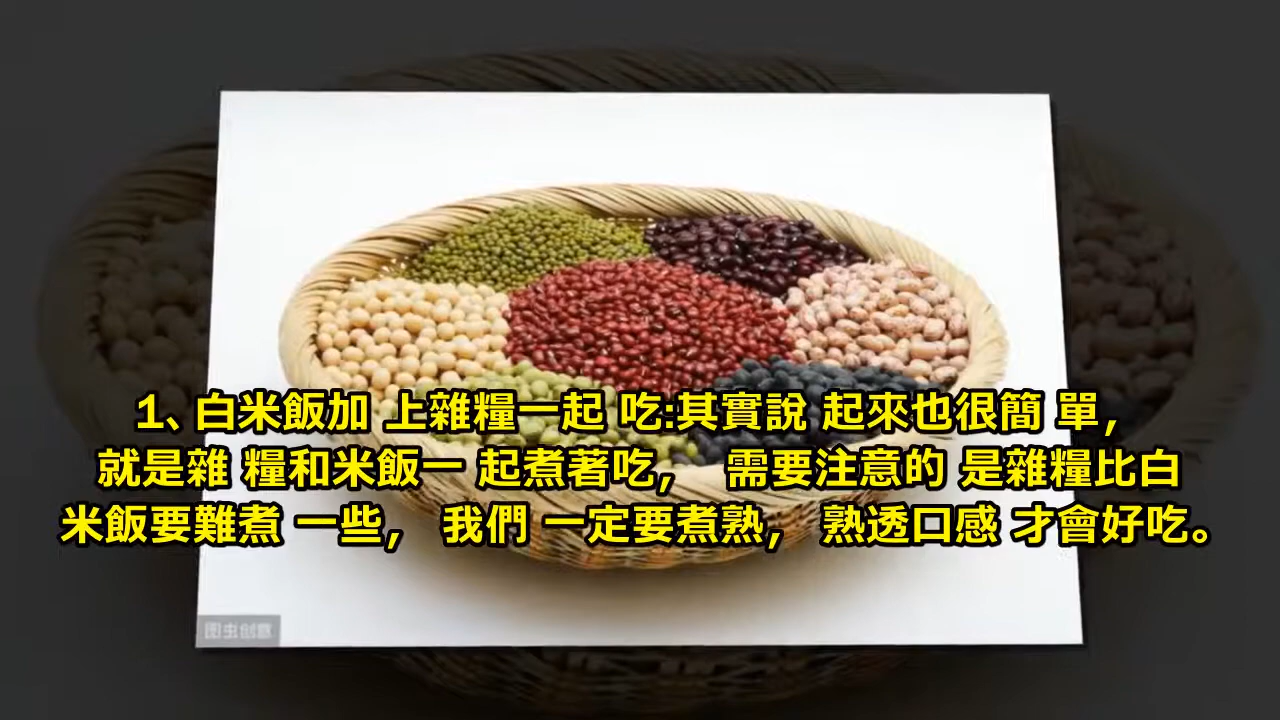 1、白米飯加 上雜糧一起 吃:其實說 起來也很簡 單，
就是雜 糧和米飯一 起煮著吃， 需要注意的 是雜糧比白
米飯要難煮 一些， 我們 一定要煮熟， 熟透口感 才會好吃。
图虫创意